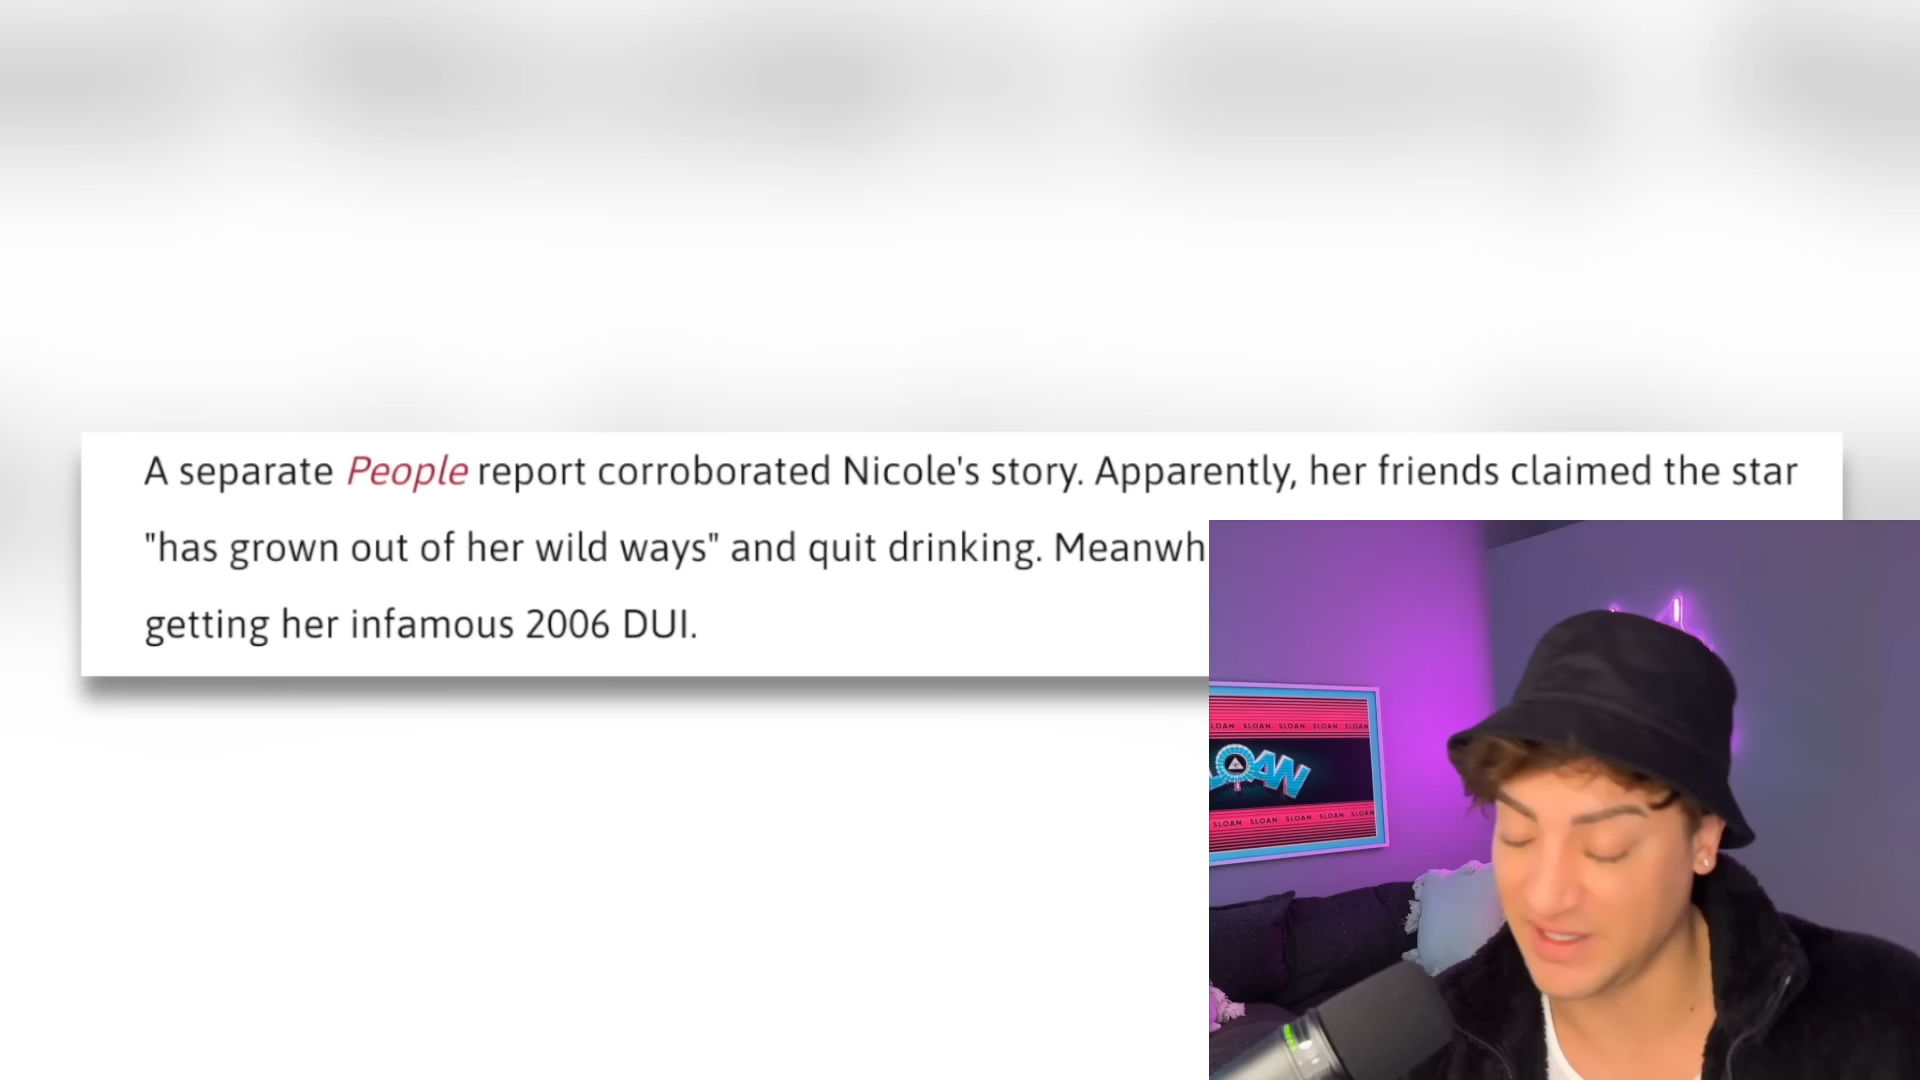 A separate People report corroborated Nicole's story. Apparently, her friends claimed the star
"has grown out of her wild ways" and quit drinking. Meanwh
getting her infamous 2006 DUI.
SLOAN SLOAN SLOAN SLOAN
SLOAN SLOAN SLOAN SLOAN SLOAN